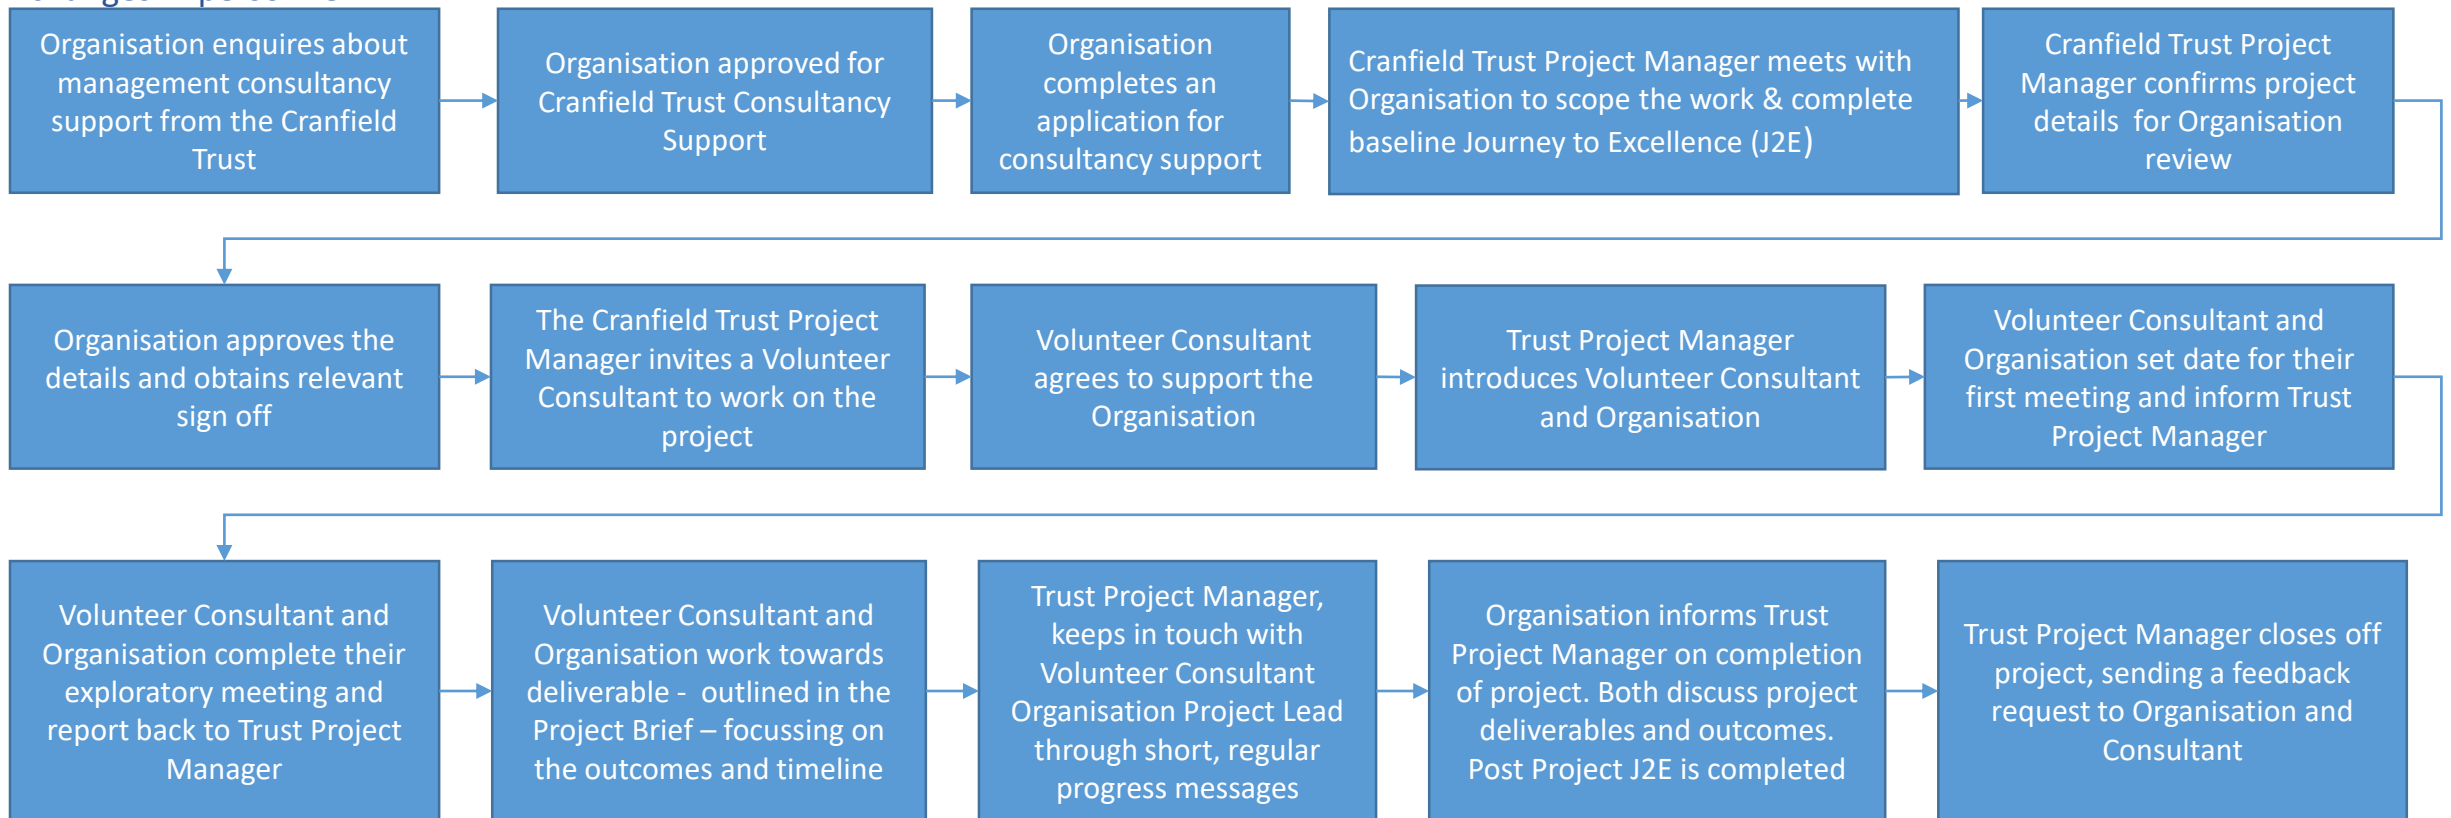 Organisation enquires about
management consultancy
support from the Cranfield
Trust
Organisation approved for
Cranfield Trust Consultancy
Support
Organisation
completes an
application for
consultancy support
Cranfield Trust Project Manager meets with
Organisation to scope the work & complete
baseline Journey to Excellence (J2E)
Cranfield Trust Project
Manager confirms project
details  for Organisation
review
Organisation approves the
details and obtains relevant
sign off
The Cranfield Trust Project
Manager invites a Volunteer
Consultant to work on the
project
Volunteer Consultant
agrees to support the
Organisation
Trust Project Manager
introduces Volunteer Consultant
and Organisation
Volunteer Consultant and
Organisation set date for their
first meeting and inform Trust
Project Manager
Volunteer Consultant and
Organisation complete their
exploratory meeting and
report back to Trust Project
Manager
Volunteer Consultant and
Organisation work towards
deliverable -  outlined in the
Project Brief – focussing on
the outcomes and timeline
Trust Project Manager,
keeps in touch with
Volunteer Consultant
Organisation Project Lead
through short, regular
progress messages
Organisation informs Trust
Project Manager on completion
of project. Both discuss project
deliverables and outcomes.
Post Project J2E is completed
Trust Project Manager closes off
project, sending a feedback
request to Organisation and
Consultant